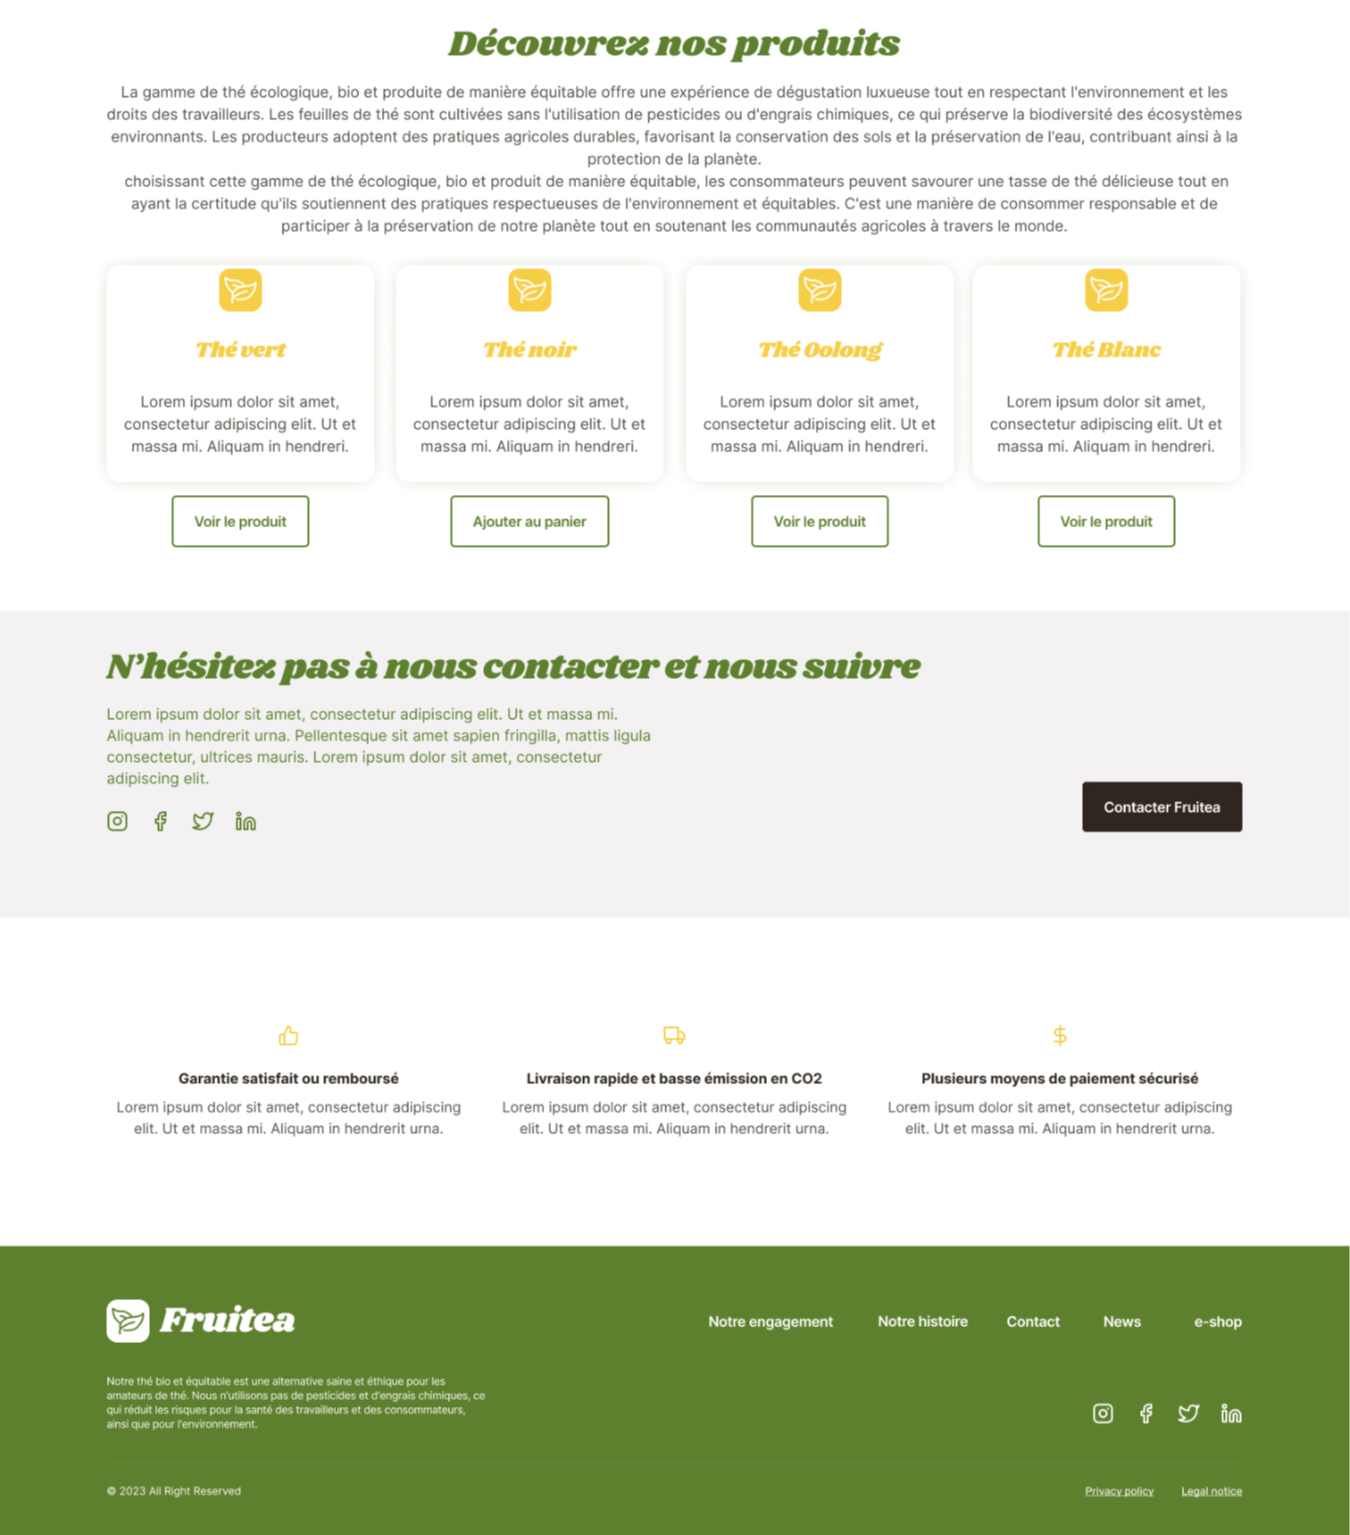 Découvrez nos produits
La gamme de thé écologique, bio et produite de manière équitable offre une expérience de dégustation luxueuse tout en respectant l'environnement et les
droits des travailleurs. Les feuilles de thé sont cultivées sans l'utilisation de pesticides ou d'engrais chimiques, ce qui préserve la biodiversité des écosystèmes
environnants. Les producteurs adoptent des pratiques agricoles durables, favorisant la conservation des sols et la préservation de l'eau, contribuant ainsi à la
protection de la planète.
choisissant cette gamme de thé écologique, bio et produit de manière équitable, les consommateurs peuvent savourer une tasse de thé délicieuse tout en
ayant la certitude qu'ils soutiennent des pratiques respectueuses de l'environnement et équitables. C'est une manière de consommer responsable et de
participer à la préservation de notre planète tout en soutenant les communautés agricoles à travers le monde.
Thé vert
Lorem ipsum dolor sit amet,
consectetur adipiscing elit. Ut et
massa mi. Aliquam in hendreri.
Voir le produit
Thé noir
Lorem ipsum dolor sit amet,
consectetur adipiscing elit. Ut et
massa mi. Aliquam in hendreri.
Ajouter au panier
Thé Oolong
Lorem ipsum dolor sit amet,
consectetur adipiscing elit. Ut et
massa mi. Aliquam in hendreri.
Voir le produit
Thé Blanc
Lorem ipsum dolor sit amet,
consectetur adipiscing elit. Ut et
massa mi. Aliquam in hendreri.
Voir le produit
N'hésitez pas à nous contacter et nous suivre
Lorem ipsum dolor sit amet, consectetur adipiscing elit. Ut et massa mi.
Aliquam in hendrerit urna. Pellentesque sit amet sapien fringilla, mattis ligula
consectetur, ultrices mauris. Lorem ipsum dolor sit amet, consectetur
adipiscing elit.
Contacter Fruitea
Garantie satisfait ou remboursé
Lorem ipsum dolor sit amet, consectetur adipiscing
elit. Ut et massa mi. Aliquam in hendrerit urna.
Livraison rapide et basse émission en CO2
Lorem ipsum dolor sit amet, consectetur adipiscing
elit. Ut et massa mi. Aliquam in hendrerit urna.
Plusieurs moyens de paiement sécurisé
Lorem ipsum dolor sit amet, consectetur adipiscing
elit. Ut et massa mi. Aliquam in hendrerit urna.
Fruitea
Notre engagement
Notre histoire
Contact
News
e-shop
Notre thé bio et équitable est une alternative saine et éthique pour les
amateurs de thé. Nous n'utilisons pas de pesticides et d'engrais chimiques, ce
qui réduit les risques pour la santé des travailleurs et des consommateurs,
ainsi que pour l'environnement.
© 2023 All Right Reserved
Privacy policy
Legal notice